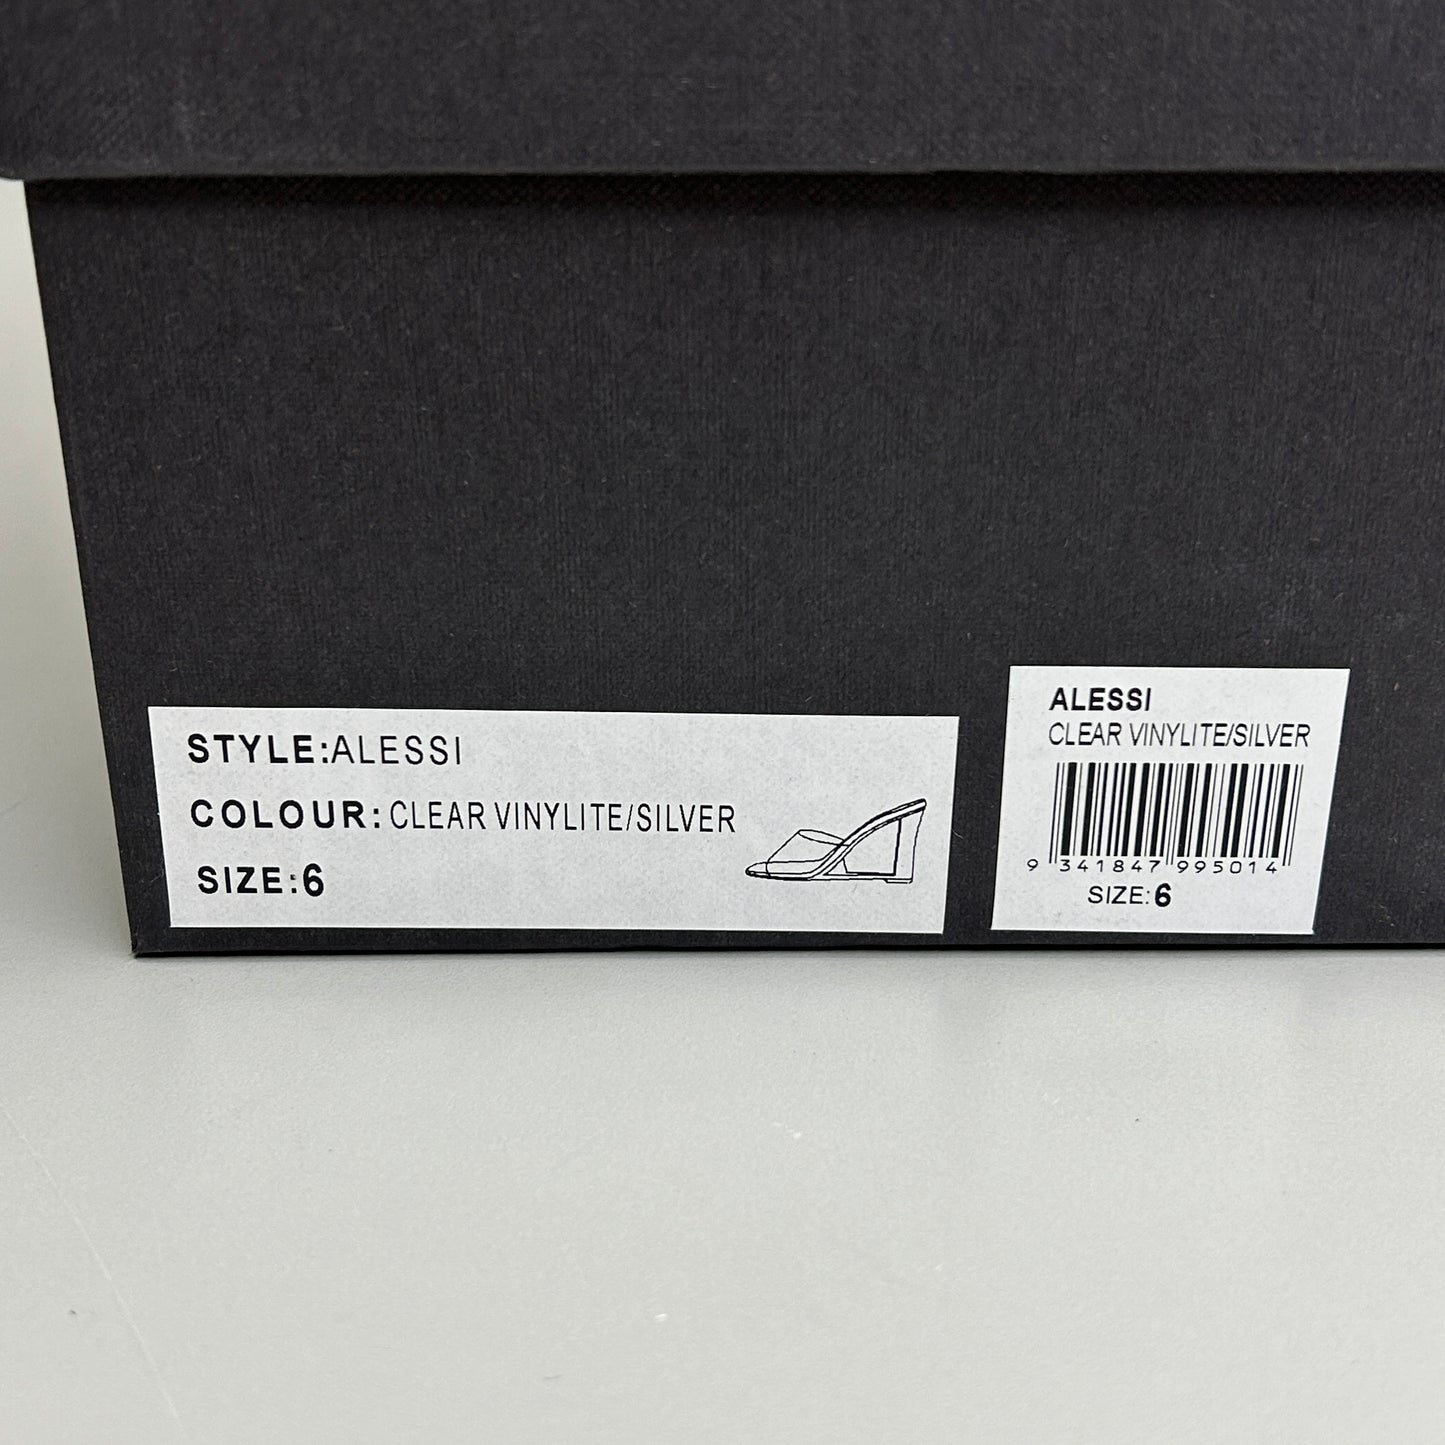 STYLE:ALESSI
COLOUR: CLEAR VINYLITE/SILVER
SIZE:6
ALESSI
CLEAR VINYLITE/SILVER
9 341847 995014
SIZE:6